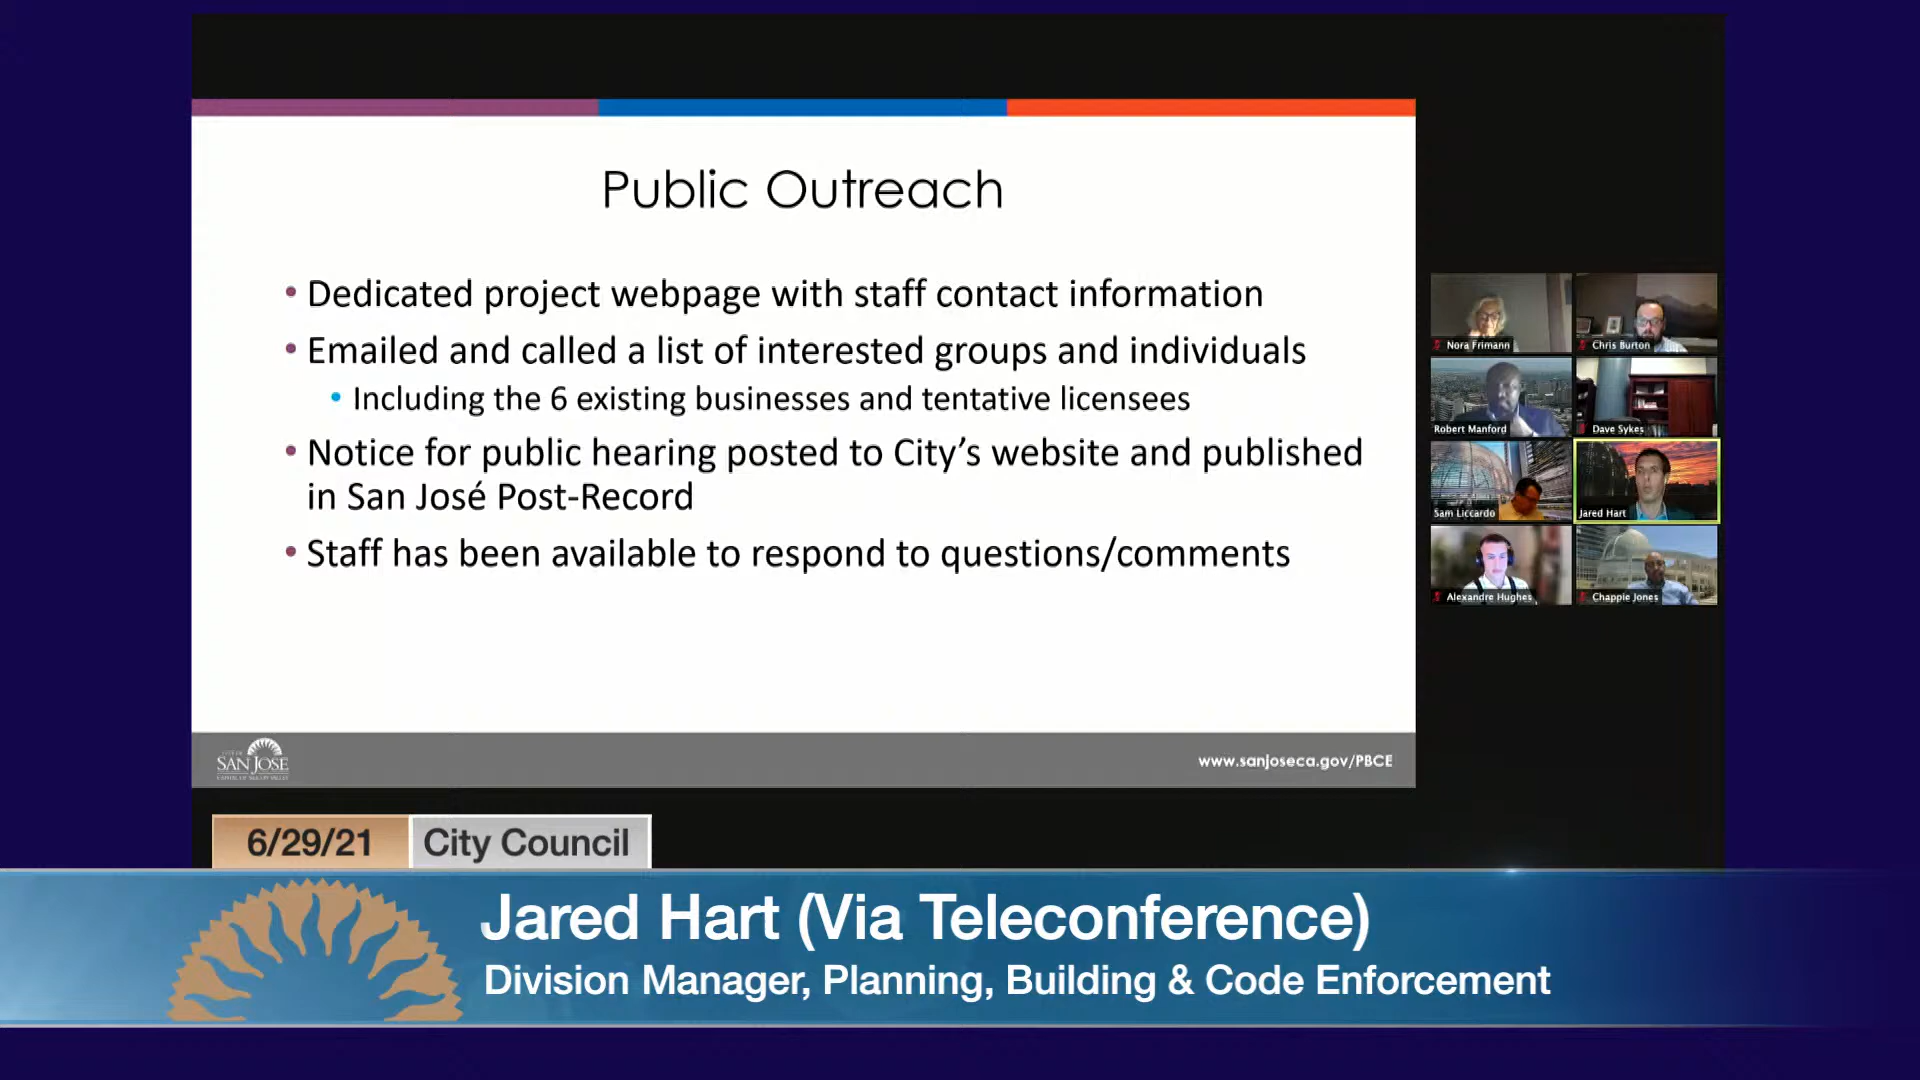 Public Outreach
• Dedicated project webpage with staff contact information
• Emailed and called a list of interested groups and individuals
• Including the 6 existing businesses and tentative licensees
• Notice for public hearing posted to City's website and published
in San José Post-Record
• Staff has been available to respond to questions/comments
Nora Frimann
Chris Burton
Robert Manford
Dave Sykes
Sam Liccardo
Jared Hart
Alexandre Hughes
Chappie Jones
SAN JOSE
www.sanjoseca.gov/PBCE
6/29/21
City Council
Jared Hart (Via Teleconference)
Division Manager, Planning, Building & Code Enforcement